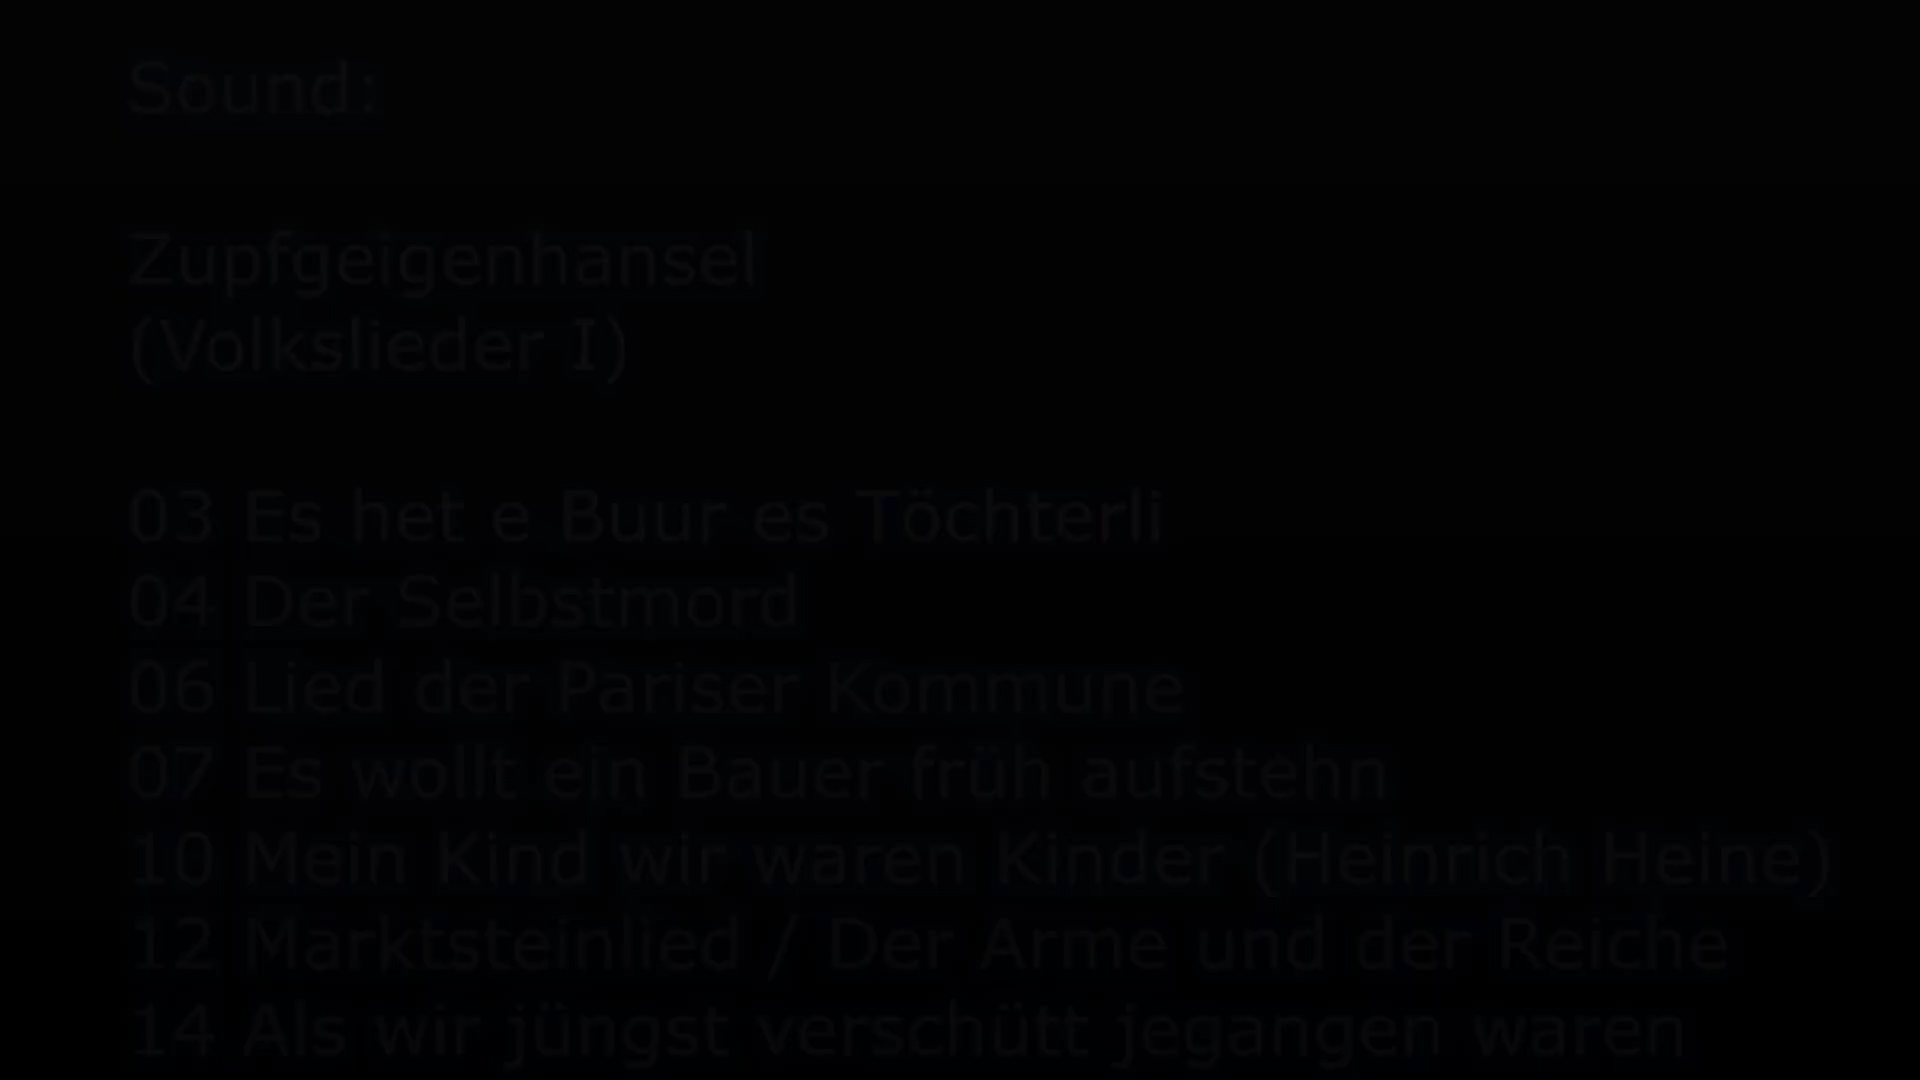 Sound:
Zupfgeigenhansel
(Volkslieder I)
03 Es het e Buur es Töchterli
04 Der Selbstmord
06 Lied der Pariser Kommune
07 Es wollt ein Bauer früh aufstehn
10 Mein Kind wir waren Kinder (Heinrich Heine)
12 Marktsteinlied / Der Arme und der Reiche
14 Als wir jüngst verschütt jegangen waren